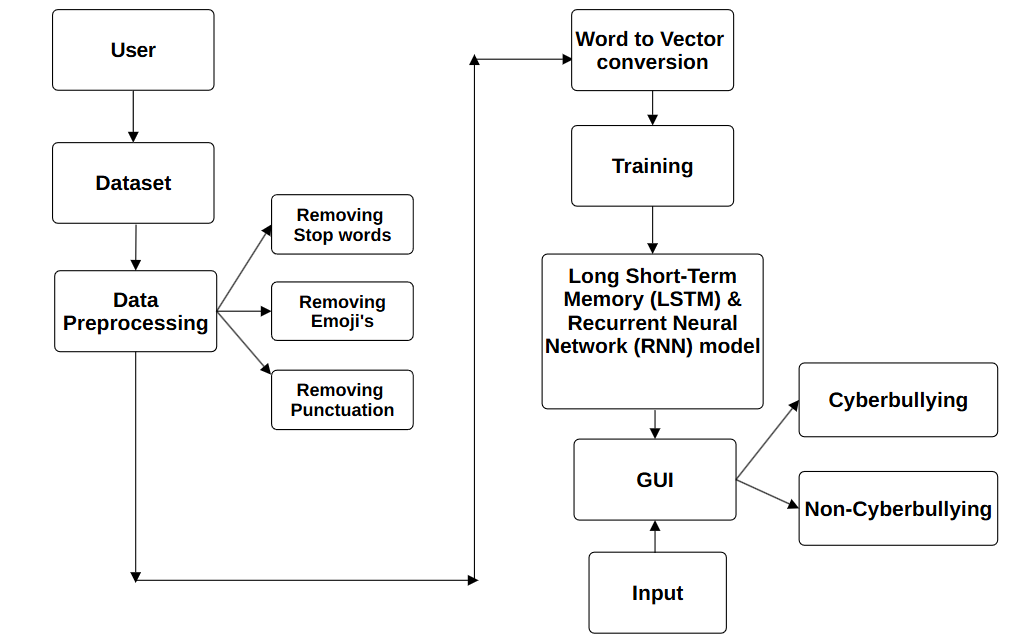 User
Dataset
Data
Preprocessing
Removing
Stop words
Removing
Emoji's
Removing
Punctuation
Word to Vector
conversion
Training
Long Short-Term
Memory (LSTM) &
Recurrent Neural
Network (RNN) model
GUI
Input
Cyberbullying
Non-Cyberbullying